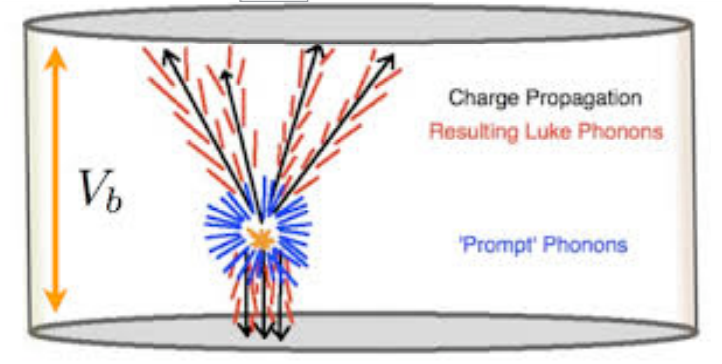 Charge Propagation
Resulting Luke Phonons
V_b
'Prompt' Phonons